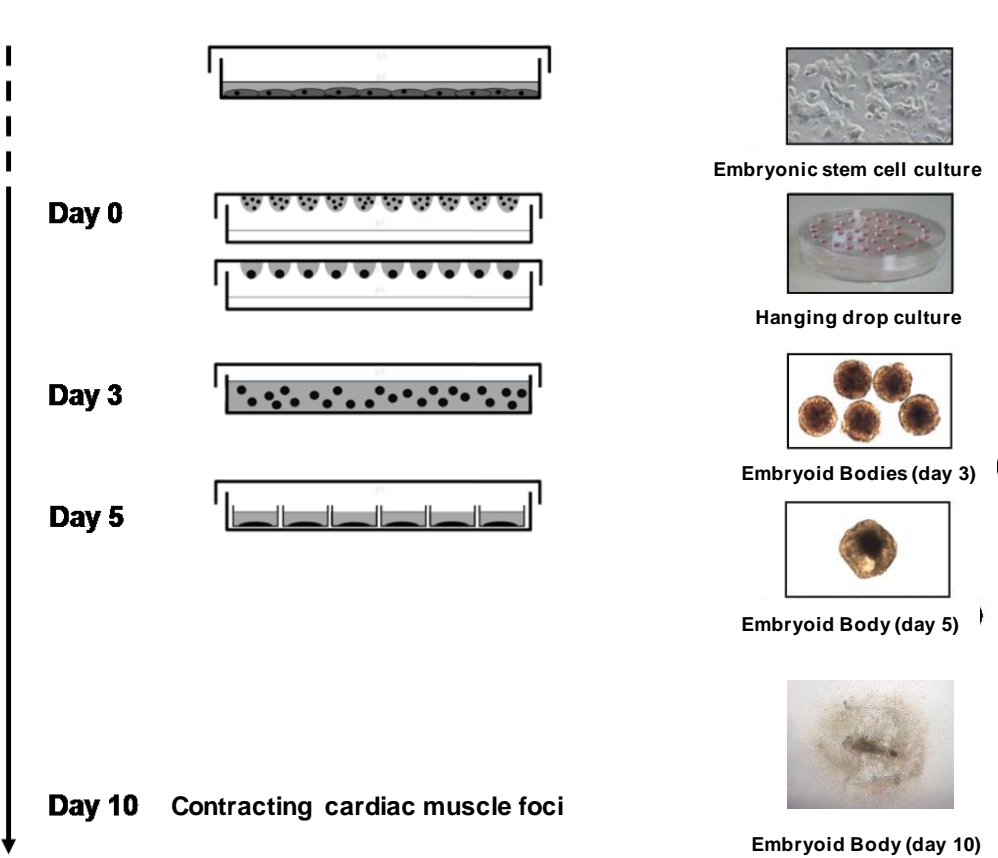 Embryonic stem cell culture
Day 0
Hanging drop culture
Day 3
Embryoid Bodies (day 3)
Day 5
Embryoid Body (day 5)
Day 10 Contracting cardiac muscle foci
Embryoid Body (day 10)